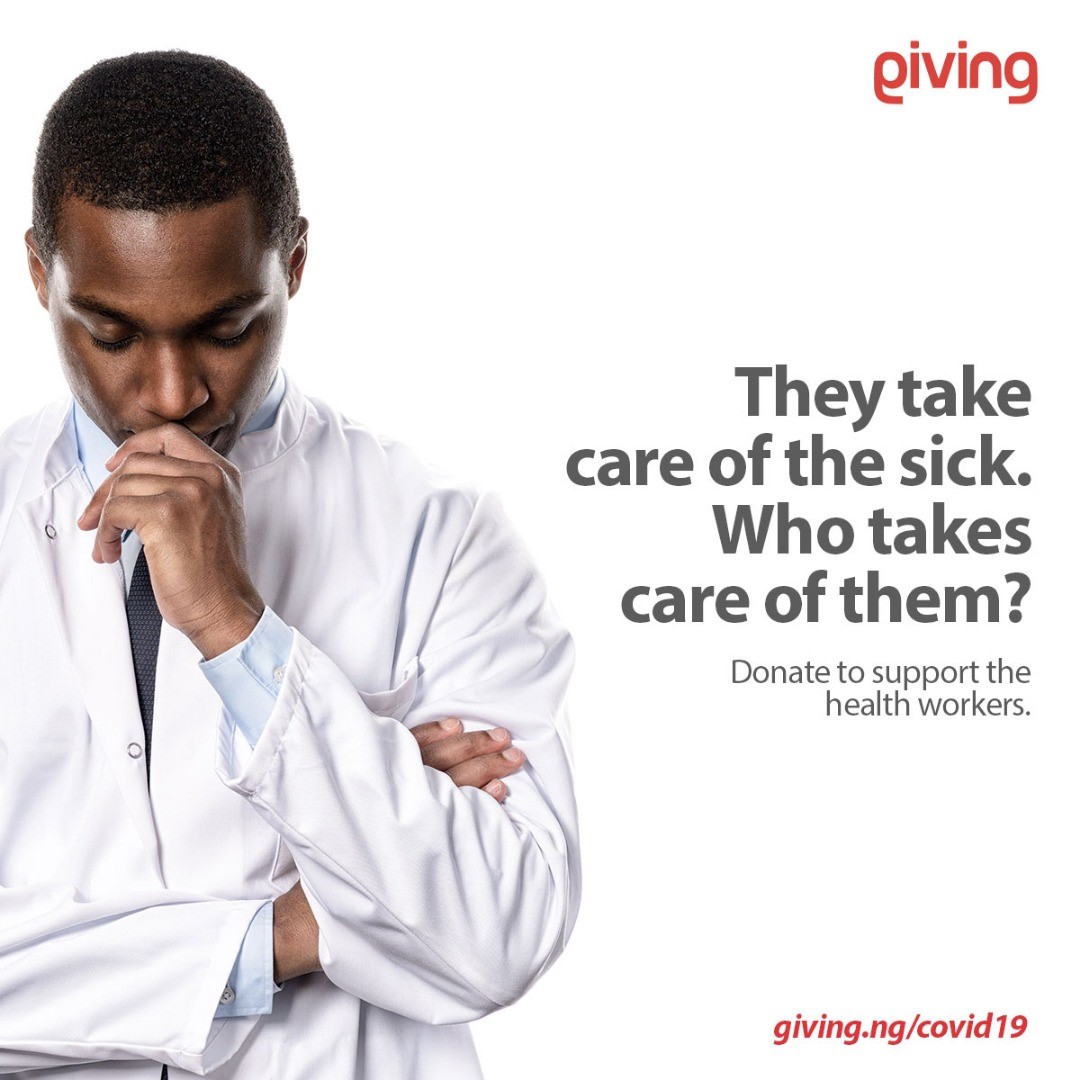 giving
They take
care of the sick.
Who takes
care of them?
Donate to support the
health workers.
giving.ng/covid19